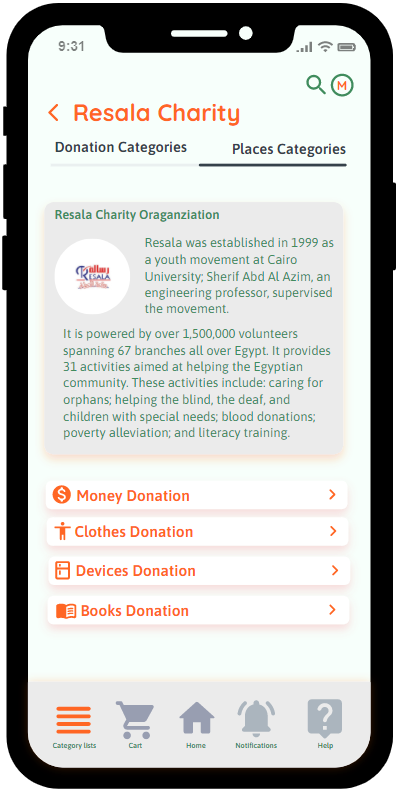 9:31
M
Resala Charity
Donation Categories
Places Categories
Resala Charity Oraganziation
Resala was established in 1999 as
a youth movement at Cairo
University; Sherif Abd Al Azim, an
engineering professor, supervised
the movement.
رسالة
RESALA
It is powered by over 1,500,000 volunteers
spanning 67 branches all over Egypt. It provides
31 activities aimed at helping the Egyptian
community. These activities include: caring for
orphans; helping the blind, the deaf, and
children with special needs; blood donations;
poverty alleviation; and literacy training.
Money Donation
Clothes Donation
Devices Donation
Books Donation
Category lists
Cart
Home
Notifications
Help